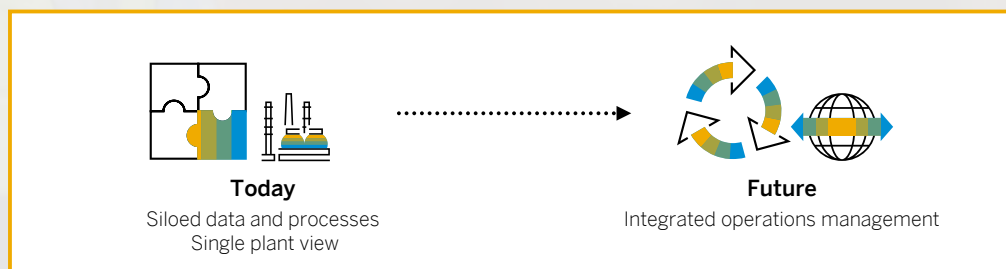 Today
Siloed data and processes
Single plant view
Future
Integrated operations management